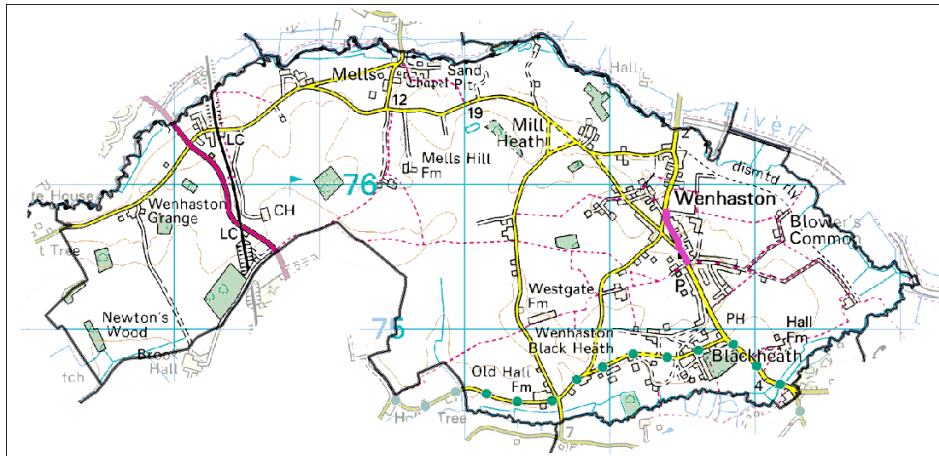 Mells
Sand
Pit
Chapel
Hall
12
19
River
LC
Mill
Heath
Mells Hill
Fm
dismtd rly
House
76
Wenhaston
Wenhaston
Grange
CH
Blower's
Common
LC
Tree
P
Westgate
Fm
Newton's
Wood
75
Wenhaston
Black Heath
PH
Hall
Fm
Brook
Hall
Blackheath
tch
Old Hall
Fm
4
Tree
7